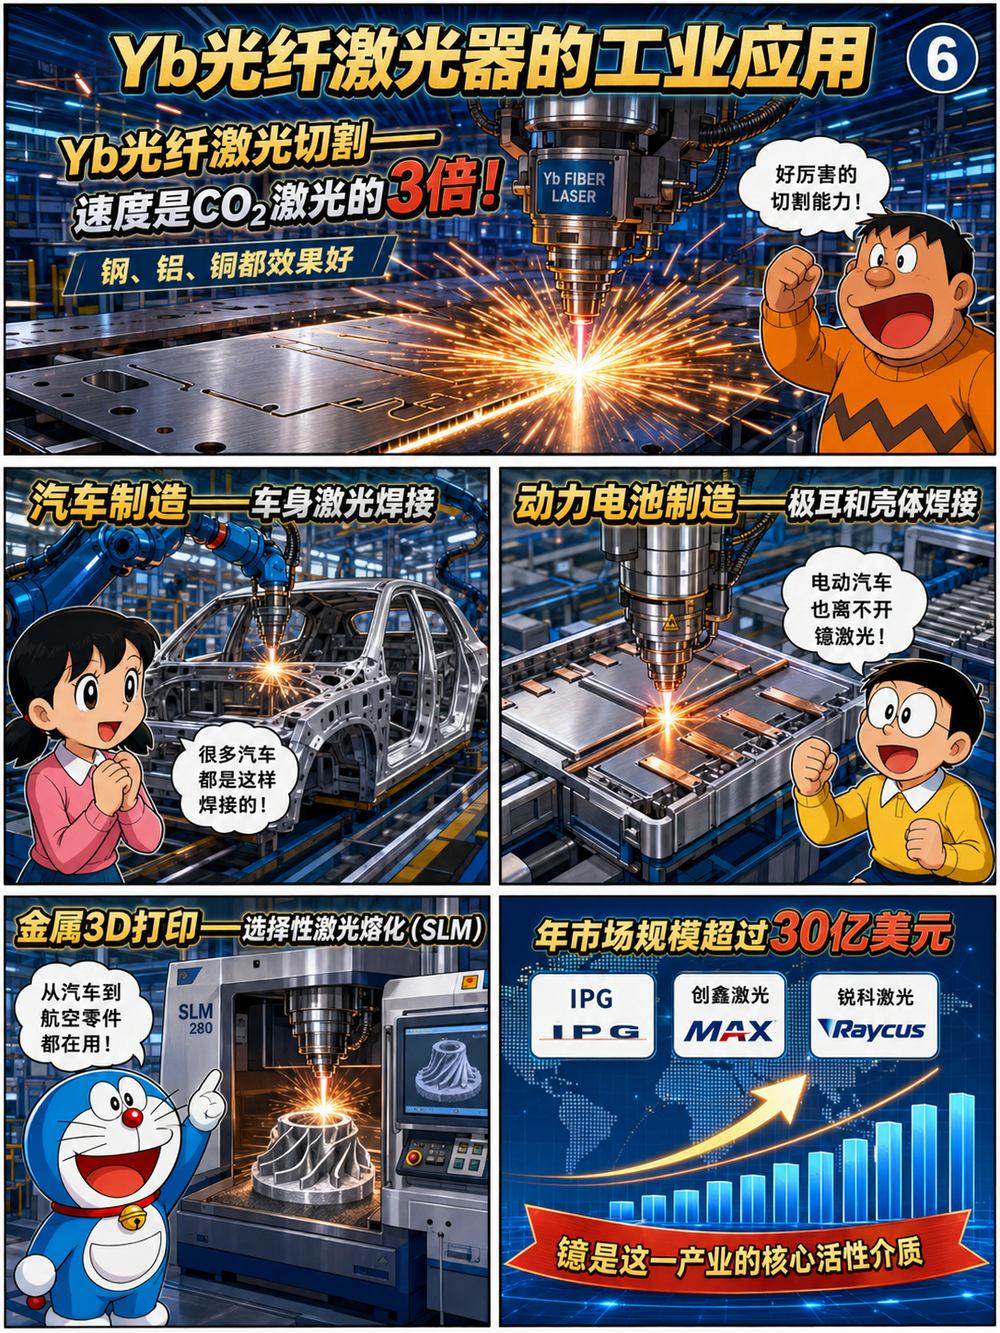 Yb光纤激光器的工业应用
6
Yb光纤激光切割——
速度是CO₂激光的3倍！
钢、铝、铜都效果好
Yb FIBER
LASER
好厉害的
切割能力！
汽车制造——车身激光焊接
很多汽车
都是这样
焊接的！
动力电池制造——极耳和壳体焊接
电动汽车
也离不开
镱激光！
金属3D打印——选择性激光熔化(SLM)
从汽车到
航空零件
都在用！
SLM
280
年市场规模超过30亿美元
IPG
IPG
创鑫激光
MAX
锐科激光
Raycus
镱是这一产业的核心活性介质